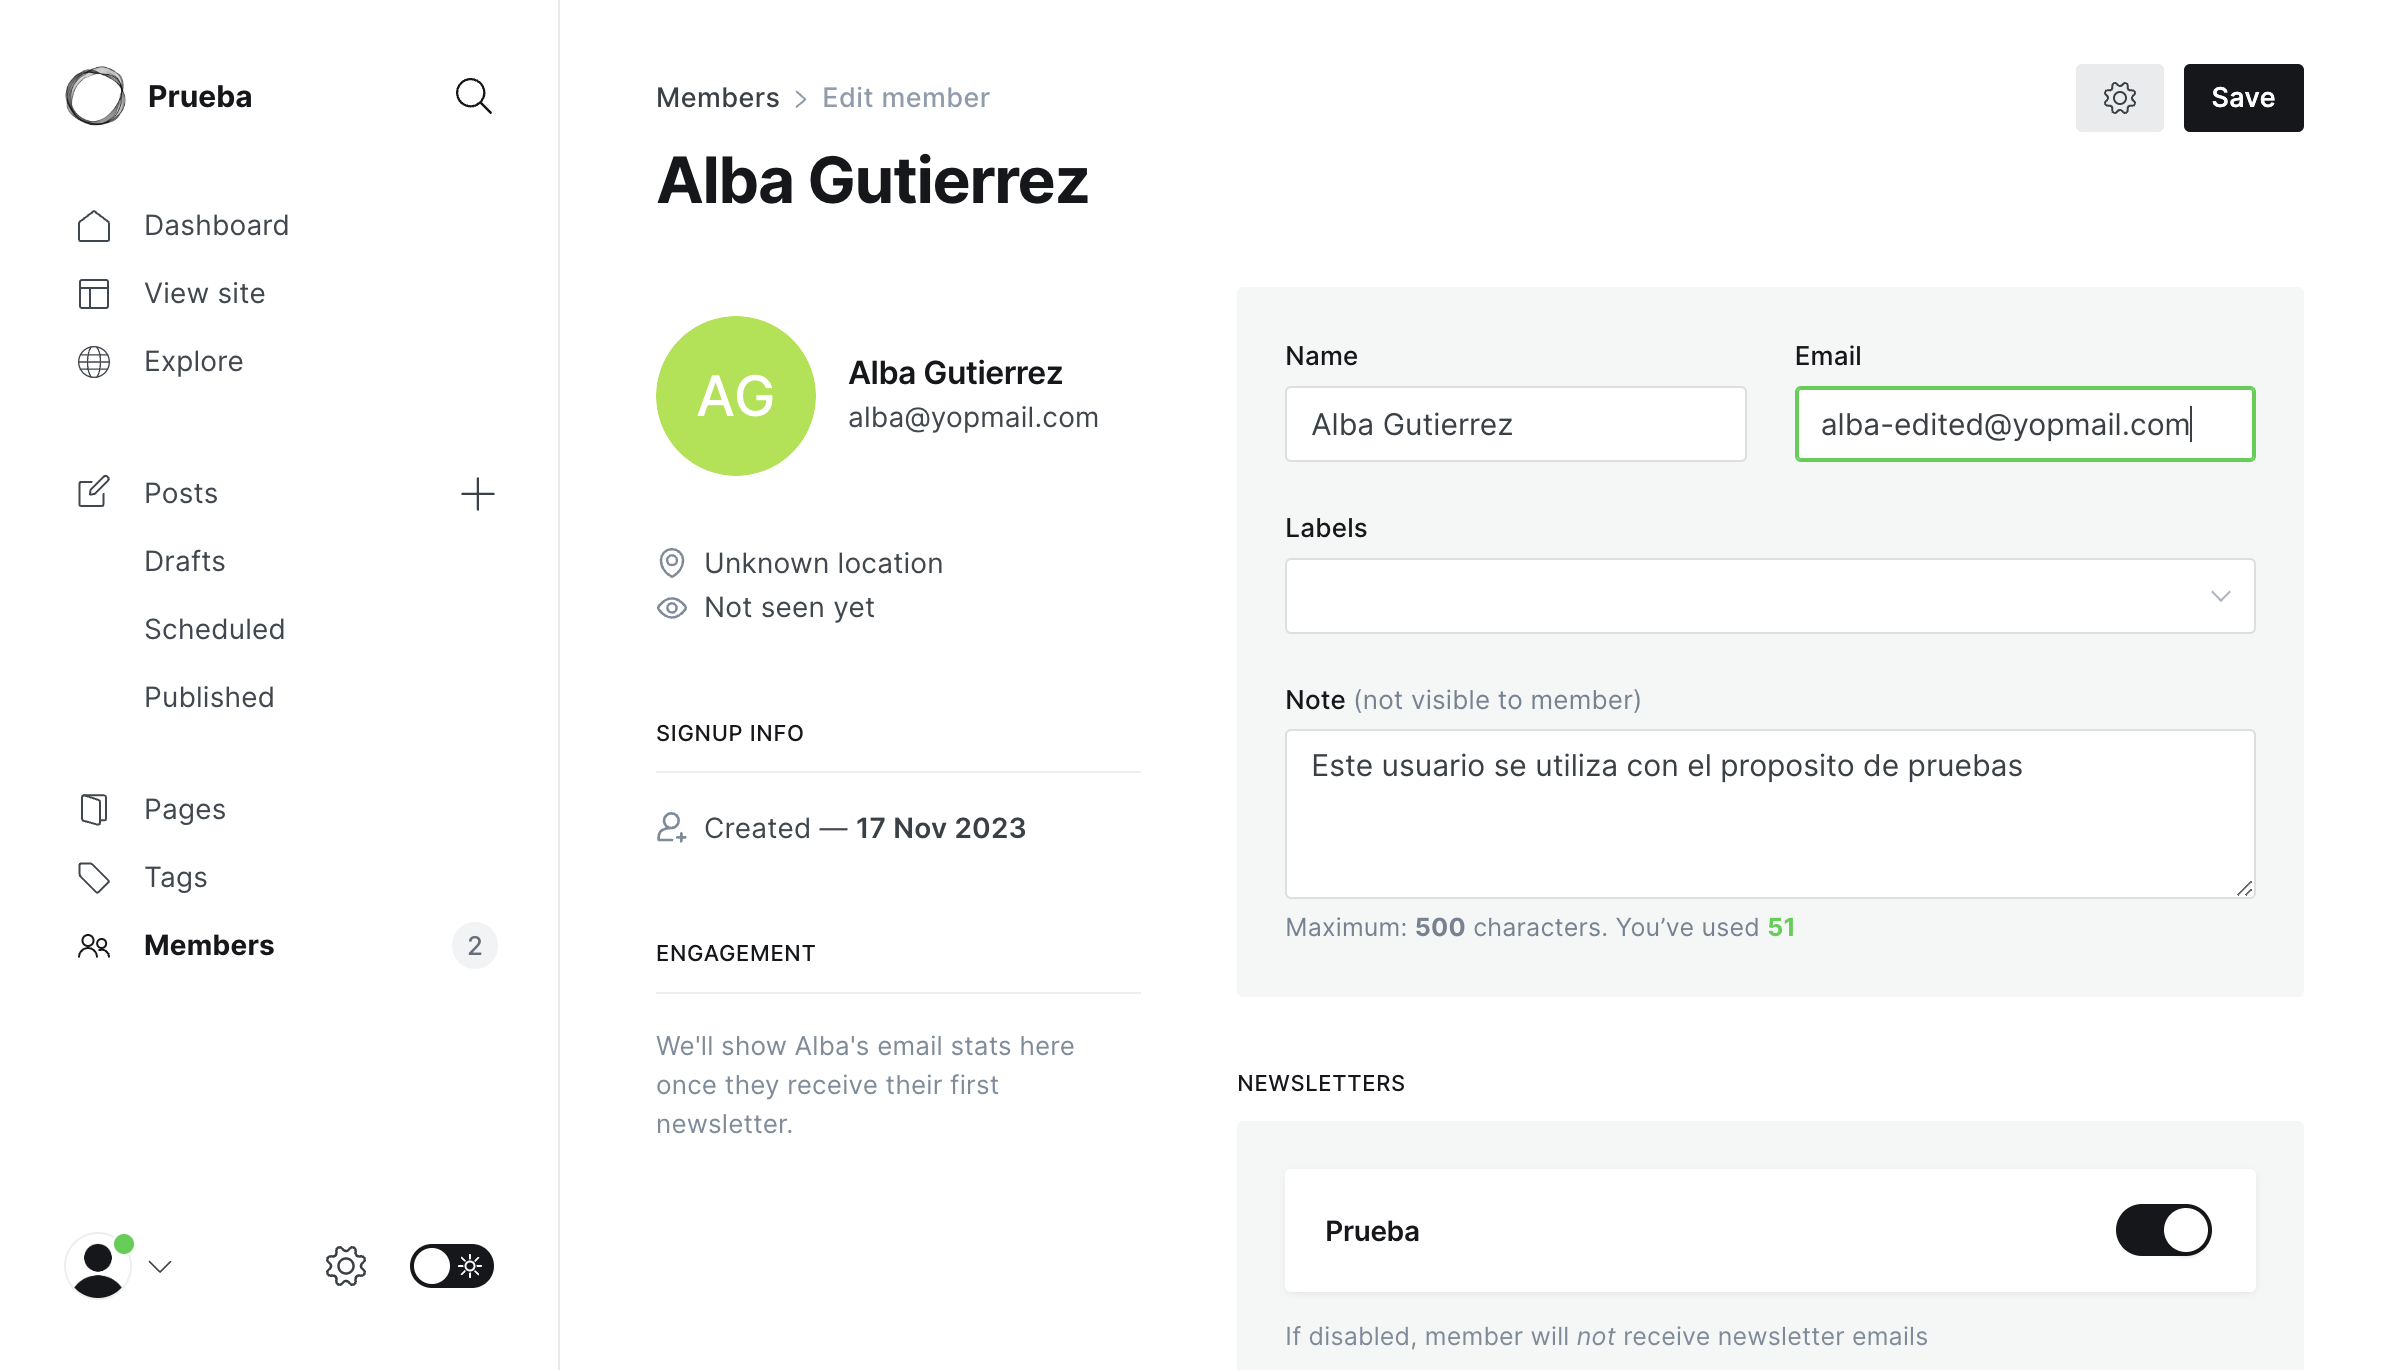 Prueba
Dashboard
View site
Explore
Posts
Drafts
Scheduled
Published
Pages
Tags
Members 2
Members > Edit member
Save
Alba Gutierrez
AG
Alba Gutierrez
alba@yopmail.com
Unknown location
Not seen yet
SIGNUP INFO
Created — 17 Nov 2023
ENGAGEMENT
We'll show Alba's email stats here
once they receive their first
newsletter.
Name
Alba Gutierrez
Email
alba-edited@yopmail.com
Labels
Note (not visible to member)
Este usuario se utiliza con el proposito de pruebas
Maximum: 500 characters. You’ve used 51
NEWSLETTERS
Prueba
If disabled, member will not receive newsletter emails